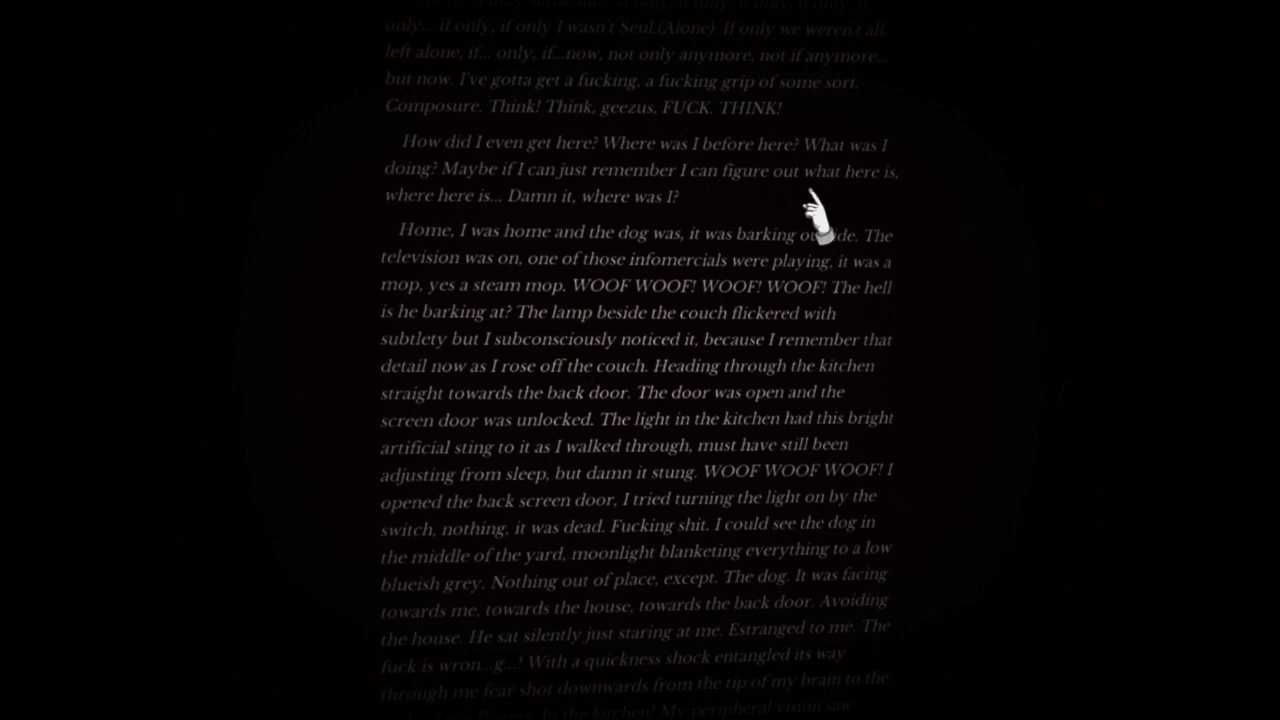 only... if only, if only I wasn't Seul.(Alone). If only we weren't all
left alone, if... only, if...now, not only anymore, not if anymore...
but now. I've gotta get a fucking, a fucking grip of some sort.
Composure. Think! Think, geezus, FUCK. THINK!
How did I even get here? Where was I before here? What was I
doing? Maybe if I can just remember I can figure out what here is,
where here is... Damn it, where was I?
Home, I was home and the dog was, it was barking The
television was on, one of those infomercials were playing, it was a
mop, yes a steam mop. WOOF WOOF! WOOF! WOOF! The hell
is he barking at? The lamp beside the couch flickered with
subtlety but I subconsciously noticed it, because I remember that
detail now as I rose off the couch. Heading through the kitchen
straight towards the back door. The door was open and the
screen door was unlocked. The light in the kitchen had this bright
artificial sting to it as I walked through, must have still been
adjusting from sleep, but damn it stung. WOOF WOOF WOOF! I
opened the back screen door, I tried turning the light on by the
switch, nothing, it was dead. Fucking shit. I could see the dog in
the middle of the yard, moonlight blanketing everything to a low
blueish grey. Nothing out of place, except. The dog. It was facing
towards me, towards the house, towards the back door. Avoiding
the house. He sat silently just staring at me. Estranged to me. The
fuck is wron...g...! With a quickness shock entangled its way
through me fear shot downwards from the tip of my brain to the
In the kitchen! My peripheral vision saw